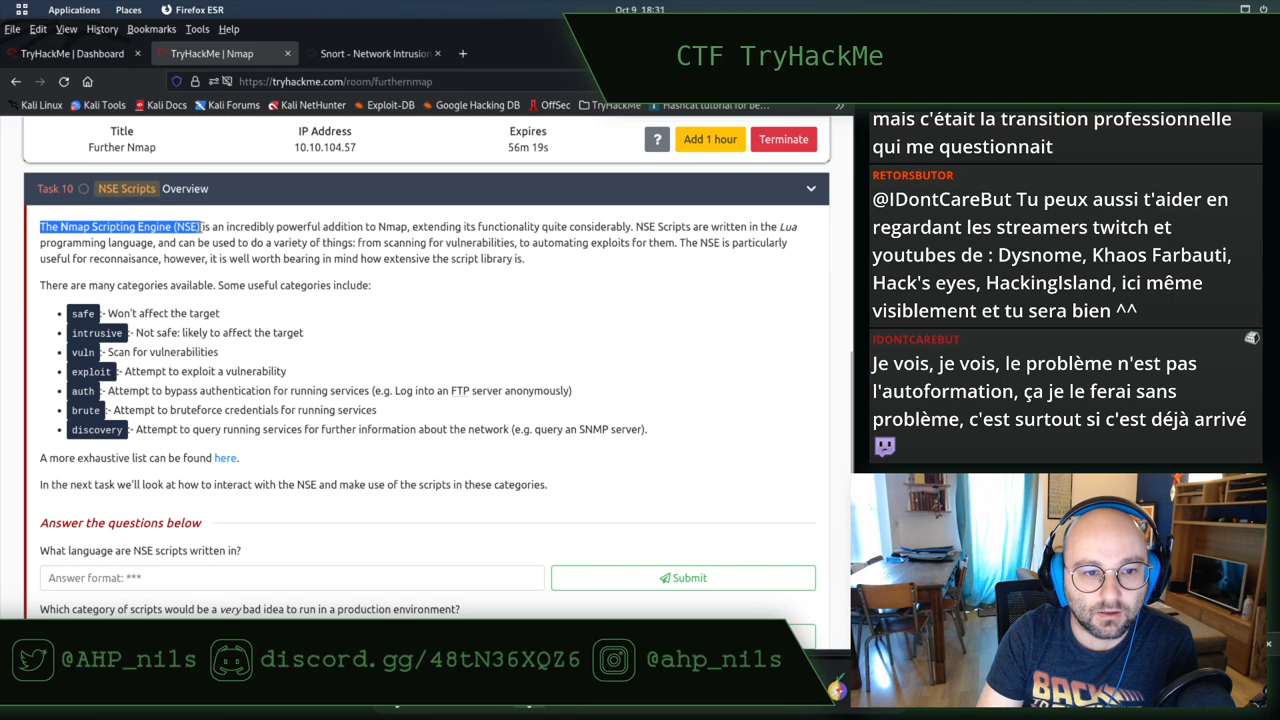 Applications Places Firefox ESR Oct 9 18:31
File Edit View History Bookmarks Tools Help
TryHackMe | Dashboard TryHackMe | Nmap Snort - Network Intrusion
https://tryhackme.com/room/furthernmap
Kali Linux Kali Tools Kali Docs Kali Forums Kali NetHunter Exploit-DB Google Hacking DB OffSec TryHackMe Hashcat tutorial for be…
CTF TryHackMe
Title IP Address Expires
Further Nmap 10.10.104.57 56m 19s
? Add 1 hour Terminate
Task 10 NSE Scripts Overview
The Nmap Scripting Engine (NSE) is an incredibly powerful addition to Nmap, extending its functionality quite considerably. NSE Scripts are written in the Lua
programming language, and can be used to do a variety of things: from scanning for vulnerabilities, to automating exploits for them. The NSE is particularly
useful for reconnaisance, however, it is well worth bearing in mind how extensive the script library is.
There are many categories available. Some useful categories include:
safe :- Won't affect the target
intrusive :- Not safe: likely to affect the target
vuln :- Scan for vulnerabilities
exploit :- Attempt to exploit a vulnerability
auth :- Attempt to bypass authentication for running services (e.g. Log into an FTP server anonymously)
brute :- Attempt to bruteforce credentials for running services
discovery :- Attempt to query running services for further information about the network (e.g. query an SNMP server).
A more exhaustive list can be found here.
In the next task we'll look at how to interact with the NSE and make use of the scripts in these categories.
Answer the questions below
What language are NSE scripts written in?
Answer format: *** Submit
Which category of scripts would be a very bad idea to run in a production environment?
mais c'était la transition professionnelle
qui me questionnait
RETORSBUTOR
@IDontCareBut Tu peux aussi t'aider en
regardant les streamers twitch et
youtubes de : Dysnome, Khaos Farbauti,
Hack's eyes, HackingIsland, ici même
visiblement et tu sera bien ^^
IDONTCAREBUT
Je vois, je vois, le problème n'est pas
l'autoformation, ça je le ferai sans
problème, c'est surtout si c'est déjà arrivé
BACK
@AHP_nils discord.gg/48tN36XQZ6 @ahp_nils